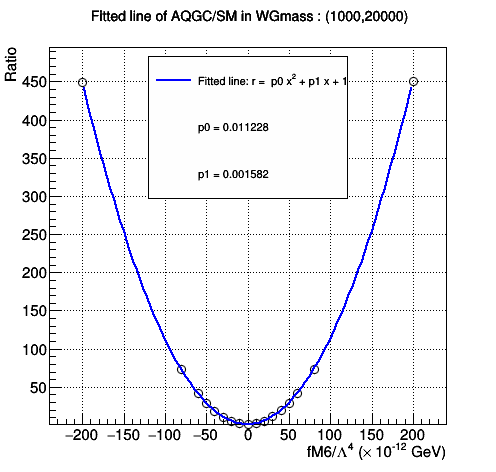 FItted line of AQGC/SM in WGmass : (1000,20000)
Ratio
Fitted line: r = p0 x² + p1 x + 1
p0 = 0.011228
p1 = 0.001582
450
400
350
300
250
200
150
100
50
−200 −150 −100 −50 0 50 100 150 200
fM6/Λ⁴ (× 10⁻¹² GeV)